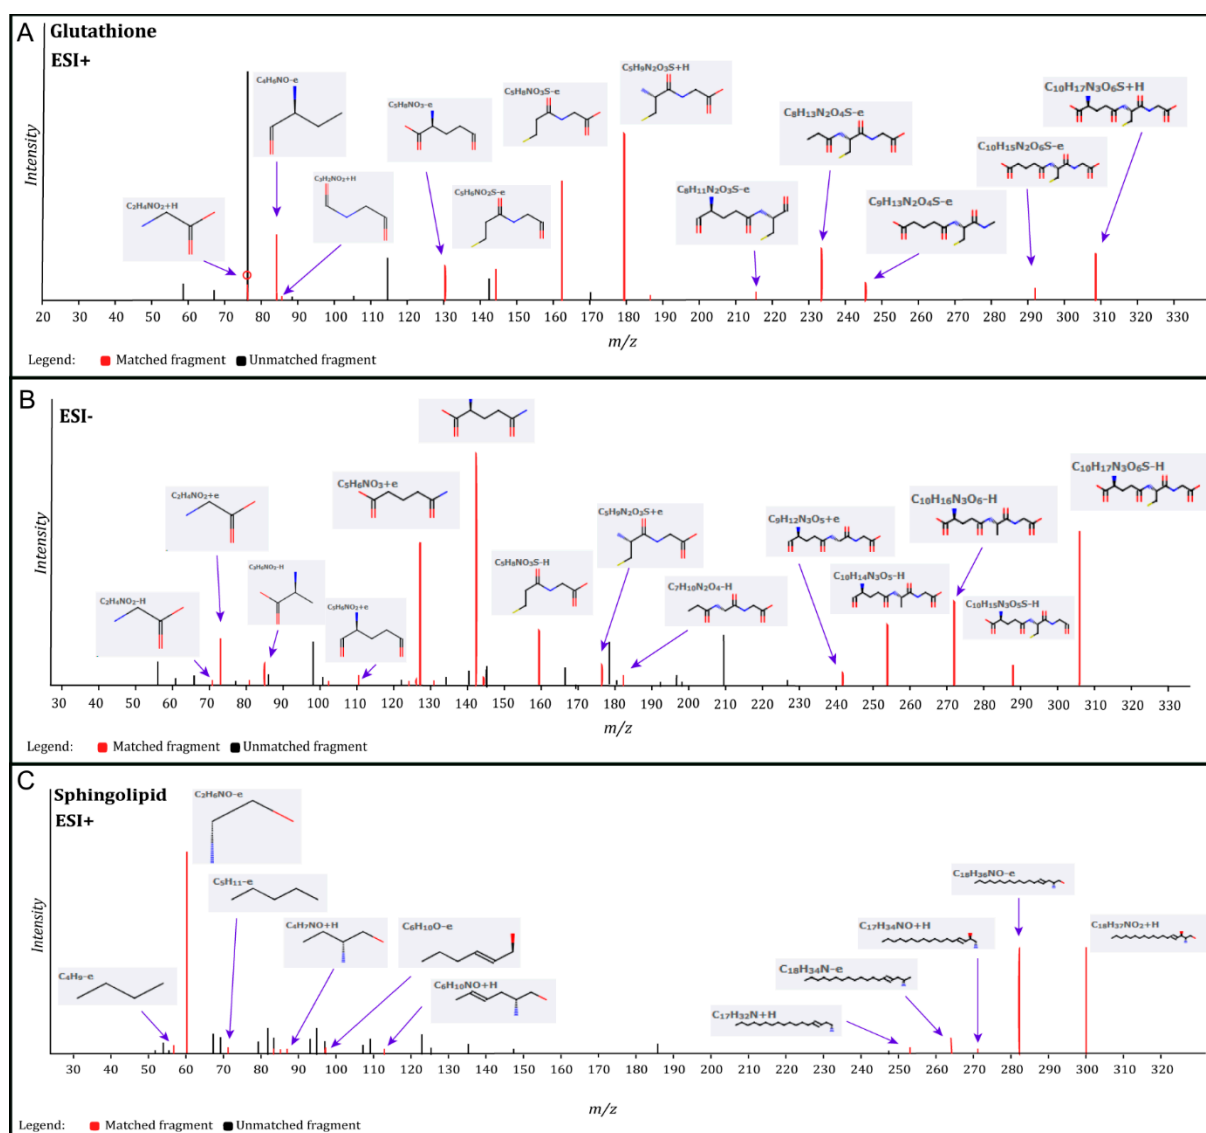 A
Glutathione
ESI+
C₄H₈NO-e
C₅H₈NO₃-e
C₅H₈NO₃S-e
C₅H₉N₂O₃S+H
C₈H₁₃N₂O₄S-e
C₁₀H₁₇N₃O₆S+H
C₁₀H₁₅N₂O₆S-e
C₂H₄NO₂+H
C₃H₃NO₂+H
C₅H₆NO₂S-e
C₈H₁₁N₂O₃S-e
C₉H₁₃N₂O₄S-e
Intensity
20 30 40 50 60 70 80 90 100 110 120 130 140 150 160 170 180 190 200 210 220 230 240 250 260 270 280 290 300 310 320 330
m/z
Legend: Matched fragment Unmatched fragment
B
ESI-
C₂H₄NO₂+e
C₅H₆NO₃+e
C₅H₉N₂O₃S+e
C₉H₁₂N₃O₅+e
C₁₀H₁₆N₃O₆-H
C₁₀H₁₇N₃O₆S-H
C₂H₄NO₂-H
C₅H₈NO₂+e
C₅H₈NO₃S-H
C₇H₁₀N₂O₄-H
C₁₀H₁₄N₃O₅-H
C₁₀H₁₅N₃O₅S-H
Intensity
30 40 50 60 70 80 90 100 110 120 130 140 150 160 170 180 190 200 210 220 230 240 250 260 270 280 290 300 310 320 330
m/z
Legend: Matched fragment Unmatched fragment
C
Sphingolipid
ESI+
C₃H₈NO-e
C₅H₁₁-e
C₄H₇NO+H
C₆H₁₀O-e
C₄H₉-e
C₆H₁₀NO+H
C₁₈H₃₆NO-e
C₁₇H₃₄NO+H
C₁₈H₃₇NO₂+H
C₁₈H₃₄N-e
C₁₇H₃₂N+H
Intensity
30 40 50 60 70 80 90 100 110 120 130 140 150 160 170 180 190 200 210 220 230 240 250 260 270 280 290 300 310 320
m/z
Legend: Matched fragment Unmatched fragment